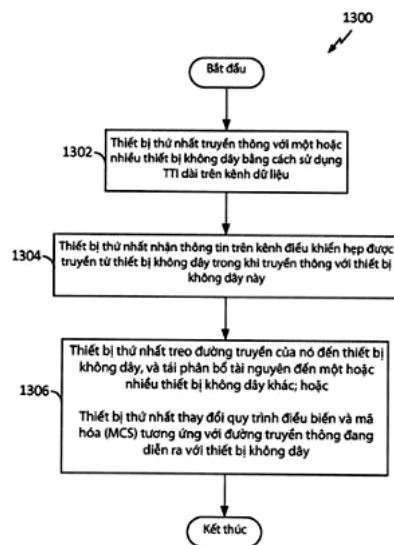 1300
Bắt đầu
1302
Thiết bị thứ nhất truyền thông với một hoặc
nhiều thiết bị không dây bằng cách sử dụng
TTI dài trên kênh dữ liệu
1304
Thiết bị thứ nhất nhận thông tin trên kênh điều khiển hẹp được
truyền từ thiết bị không dây trong khi truyền thông với thiết bị
không dây này
1306
Thiết bị thứ nhất treo đường truyền của nó đến thiết bị
không dây, và tái phân bổ tài nguyên đến một hoặc
nhiều thiết bị không dây khác; hoặc
Thiết bị thứ nhất thay đổi quy trình điều biến và mã
hóa (MCS) tương ứng với đường truyền thông đang
diễn ra với thiết bị không dây
Kết thúc